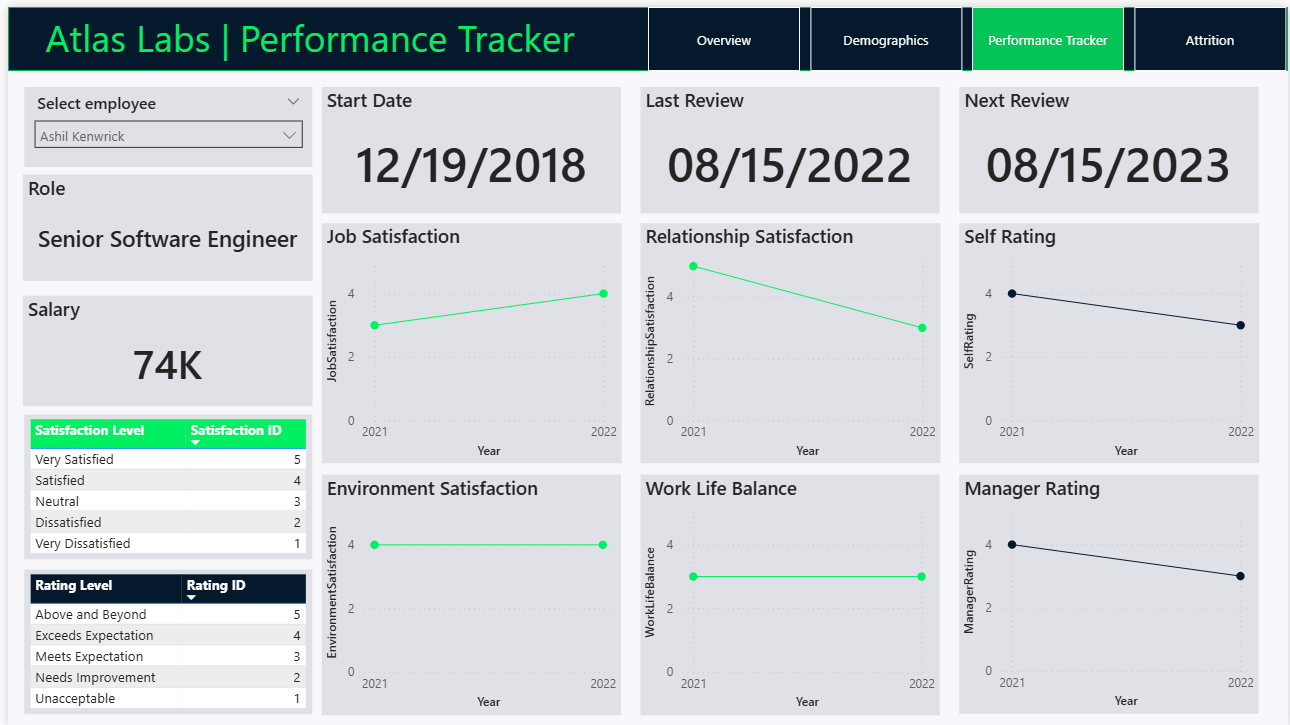 Atlas Labs | Performance Tracker
Overview
Demographics
Performance Tracker
Attrition
Select employee
Ashil Kenwrick
Role
Senior Software Engineer
Salary
74K
Satisfaction Level Satisfaction ID
Very Satisfied 5
Satisfied 4
Neutral 3
Dissatisfied 2
Very Dissatisfied 1
Rating Level Rating ID
Above and Beyond 5
Exceeds Expectation 4
Meets Expectation 3
Needs Improvement 2
Unacceptable 1
Start Date
12/19/2018
Last Review
08/15/2022
Next Review
08/15/2023
Job Satisfaction
JobSatisfaction
4
2
0
2021 2022
Year
Relationship Satisfaction
RelationshipSatisfaction
4
2
0
2021 2022
Year
Self Rating
SelfRating
4
2
0
2021 2022
Year
Environment Satisfaction
EnvironmentSatisfaction
4
2
0
2021 2022
Year
Work Life Balance
WorkLifeBalance
4
2
0
2021 2022
Year
Manager Rating
ManagerRating
4
2
0
2021 2022
Year